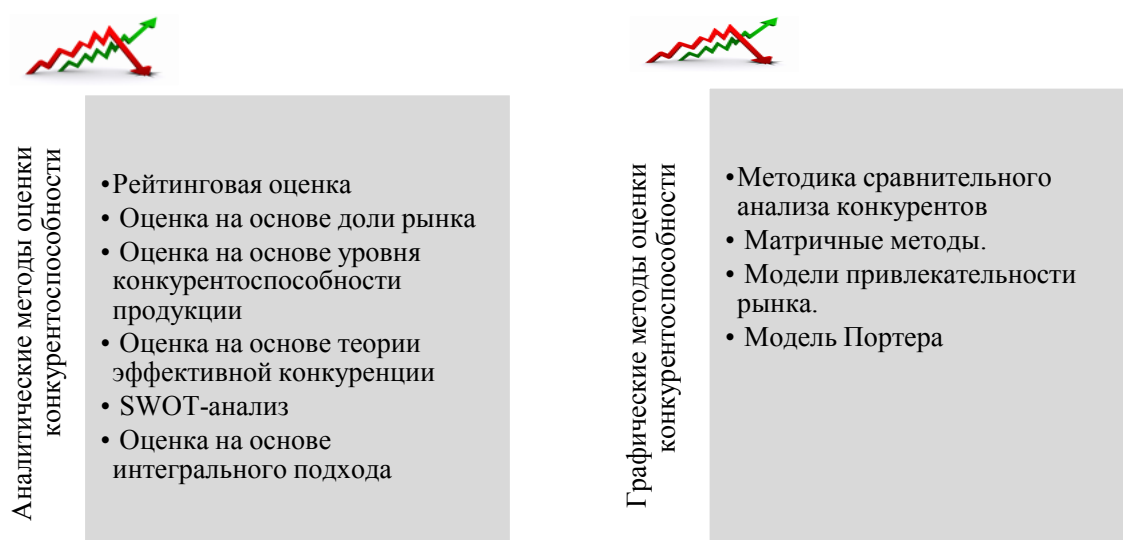 Аналитические методы оценки
конкурентоспособности
•Рейтинговая оценка
• Оценка на основе доли рынка
• Оценка на основе уровня
конкурентоспособности
продукции
• Оценка на основе теории
эффективной конкуренции
• SWOT-анализ
• Оценка на основе
интегрального подхода
Графические методы оценки
конкурентоспособности
•Методика сравнительного
анализа конкурентов
• Матричные методы.
• Модели привлекательности
рынка.
• Модель Портера